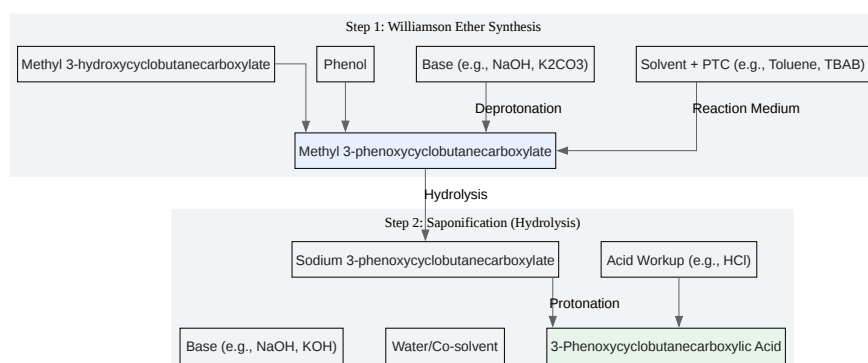 Step 1: Williamson Ether Synthesis
Methyl 3-hydroxycyclobutanecarboxylate
Phenol
Base (e.g., NaOH, K2CO3)
Solvent + PTC (e.g., Toluene, TBAB)
Deprotonation
Reaction Medium
Methyl 3-phenoxycyclobutanecarboxylate
Hydrolysis
Step 2: Saponification (Hydrolysis)
Sodium 3-phenoxycyclobutanecarboxylate
Acid Workup (e.g., HCl)
Protonation
Base (e.g., NaOH, KOH)
Water/Co-solvent
3-Phenoxycyclobutanecarboxylic Acid